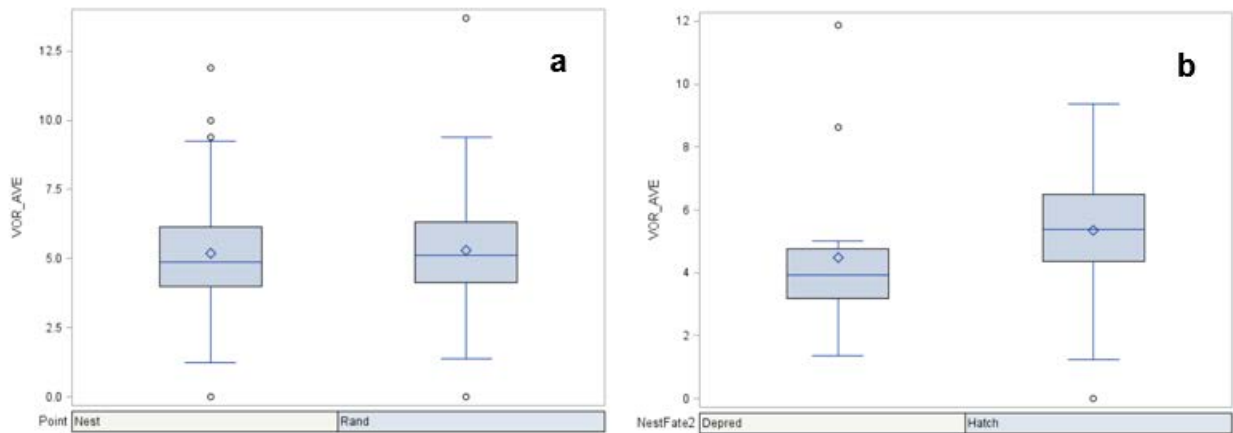 a
12.5
10.0
7.5
5.0
2.5
0.0
VOR_AVE
Point Nest Rand
b
12
10
8
6
4
2
0
VOR_AVE
NestFate2 Depred Hatch